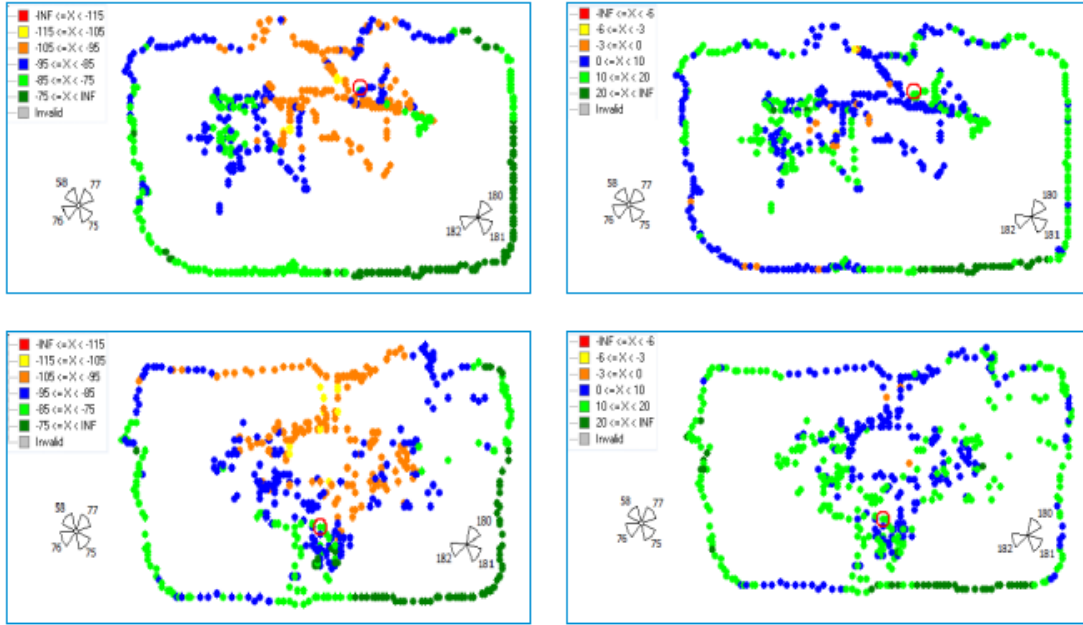 -INF <=X < -115
-115 <=X < -105
-105 <=X < -95
-95 <=X < -85
-85 <=X < -75
-75 <=X < INF
Invalid
58
77
76
75
180
182
181
-INF <=X < -6
-6 <=X < -3
-3 <=X < 0
0 <=X < 10
10 <=X < 20
20 <=X < INF
Invalid
58
77
76
75
180
182
181
-INF <=X < -115
-115 <=X < -105
-105 <=X < -95
-95 <=X < -85
-85 <=X < -75
-75 <=X < INF
Invalid
58
77
76
75
180
182
181
-INF <=X < -6
-6 <=X < -3
-3 <=X < 0
0 <=X < 10
10 <=X < 20
20 <=X < INF
Invalid
58
77
76
75
180
182
181